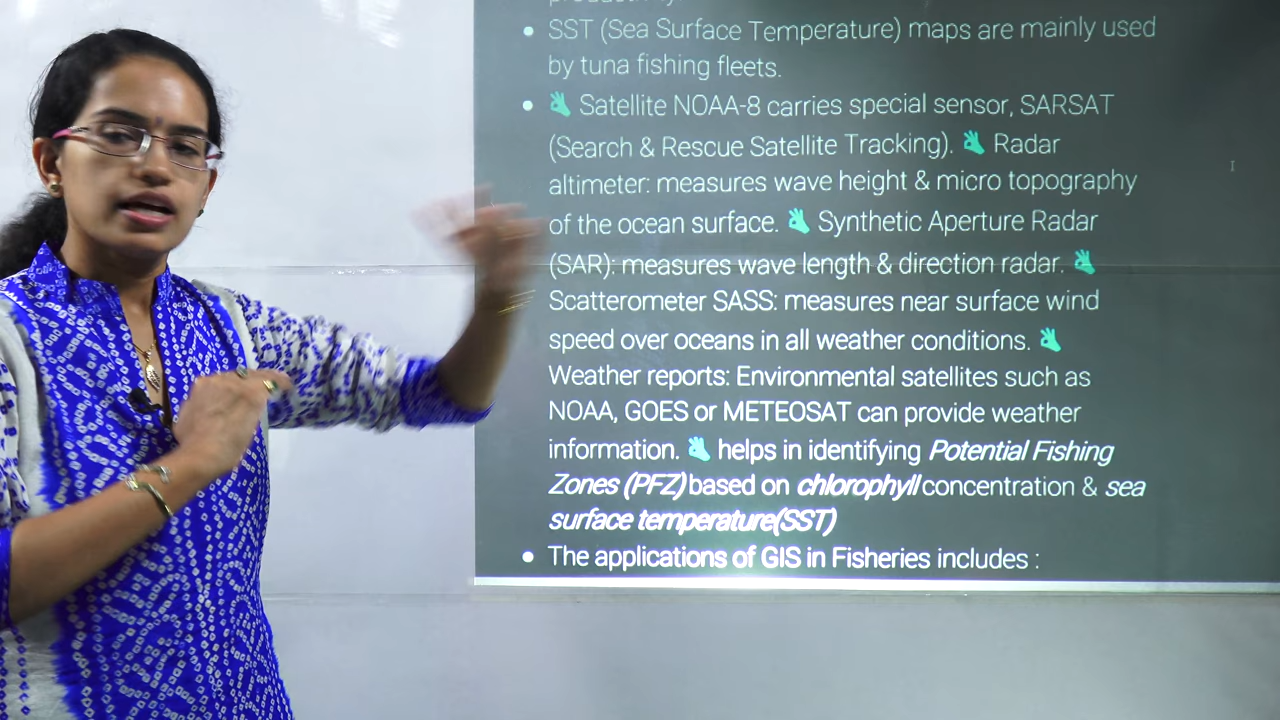 productivity.
• SST (Sea Surface Temperature) maps are mainly used
by tuna fishing fleets.
• 👌 Satellite NOAA-8 carries special sensor, SARSAT
(Search & Rescue Satellite Tracking). 👌 Radar
altimeter: measures wave height & micro topography
of the ocean surface. 👌 Synthetic Aperture Radar
(SAR): measures wave length & direction radar. 👌
Scatterometer SASS: measures near surface wind
speed over oceans in all weather conditions. 👌
Weather reports: Environmental satellites such as
NOAA, GOES or METEOSAT can provide weather
information. 👌 helps in identifying Potential Fishing
Zones (PFZ) based on chlorophyll concentration & sea
surface temperature(SST)
• The applications of GIS in Fisheries includes :